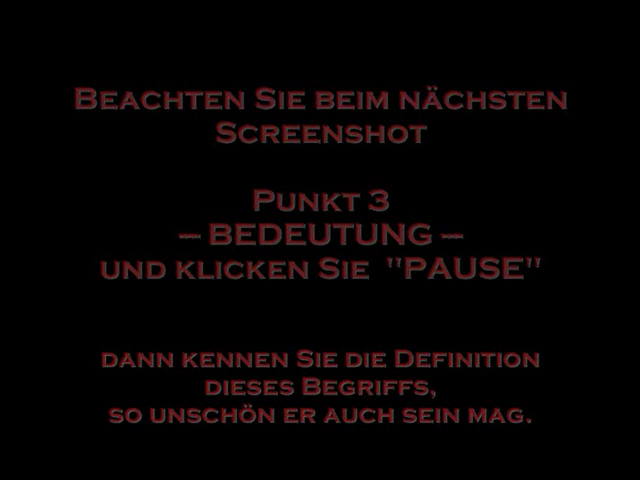 Beachten Sie beim nächsten
Screenshot
Punkt 3
--- BEDEUTUNG ---
und klicken Sie "PAUSE"
dann kennen Sie die Definition
dieses Begriffs,
so unschön er auch sein mag.